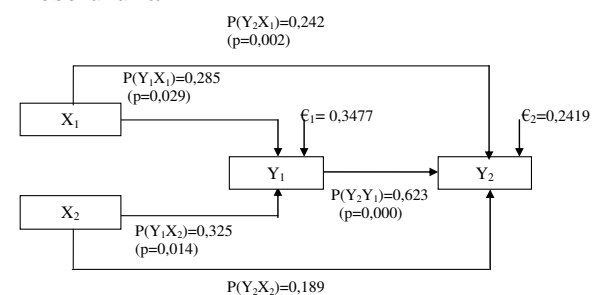 P(Y₂X₁)=0,242
(p=0,002)
P(Y₁X₁)=0,285
(p=0,029)
X₁
€₁= 0,3477
€₂=0,2419
Y₁
Y₂
P(Y₂Y₁)=0,623
(p=0,000)
X₂
P(Y₁X₂)=0,325
(p=0,014)
P(Y₂X₂)=0,189